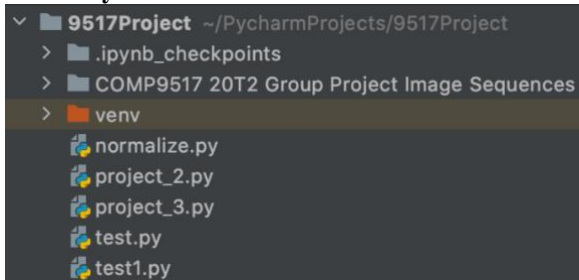 9517Project ~/PycharmProjects/9517Project
.ipynb_checkpoints
COMP9517 20T2 Group Project Image Sequences
venv
normalize.py
project_2.py
project_3.py
test.py
test1.py